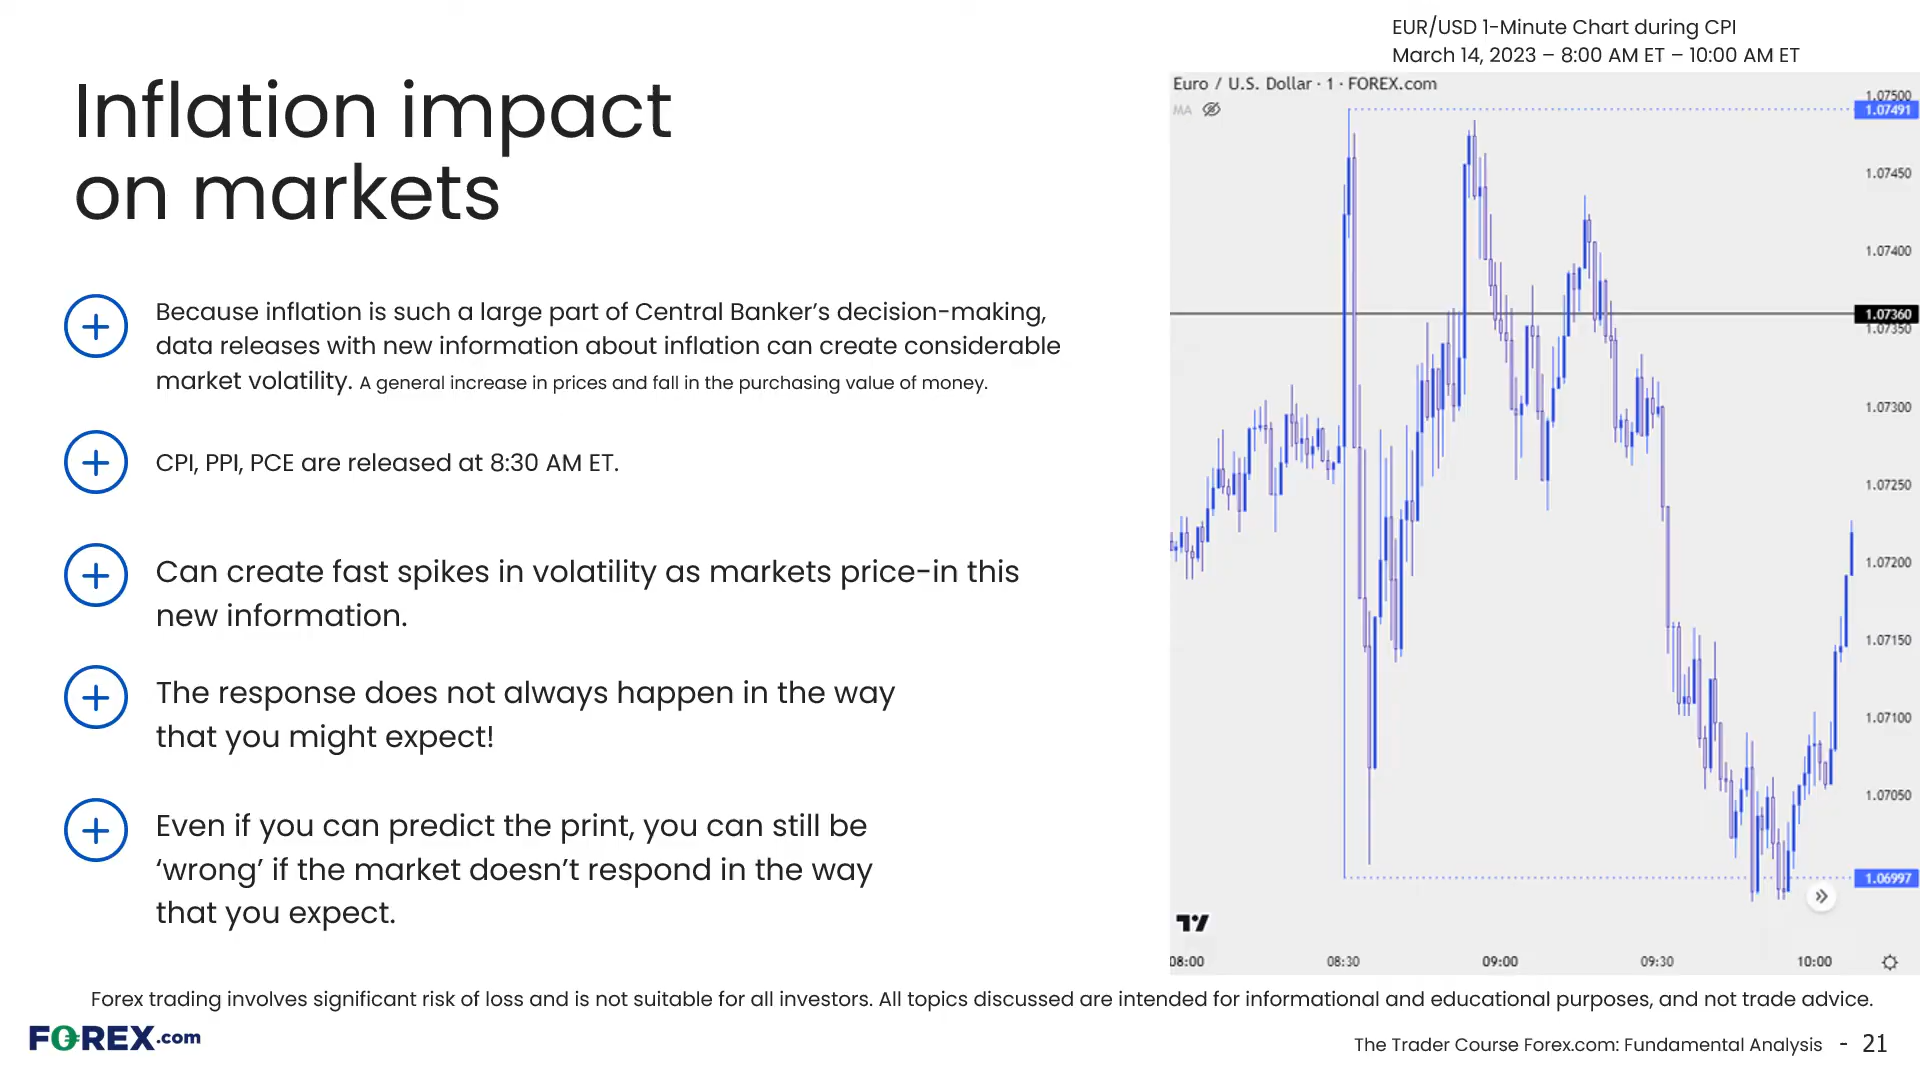 EUR/USD 1-Minute Chart during CPI
March 14, 2023 – 8:00 AM ET – 10:00 AM ET
Inflation impact
on markets
Because inflation is such a large part of Central Banker’s decision-making,
data releases with new information about inflation can create considerable
market volatility. A general increase in prices and fall in the purchasing value of money.
CPI, PPI, PCE are released at 8:30 AM ET.
Can create fast spikes in volatility as markets price-in this
new information.
The response does not always happen in the way
that you might expect!
Even if you can predict the print, you can still be
‘wrong’ if the market doesn’t respond in the way
that you expect.
Euro / U.S. Dollar · 1 · FOREX.com
MA
1.07500
1.07491
1.07450
1.07400
1.07360
1.07350
1.07300
1.07250
1.07200
1.07150
1.07100
1.07050
1.06997
08:00 08:30 09:00 09:30 10:00
Forex trading involves significant risk of loss and is not suitable for all investors. All topics discussed are intended for informational and educational purposes, and not trade advice.
FOREX.com
The Trader Course Forex.com: Fundamental Analysis - 21